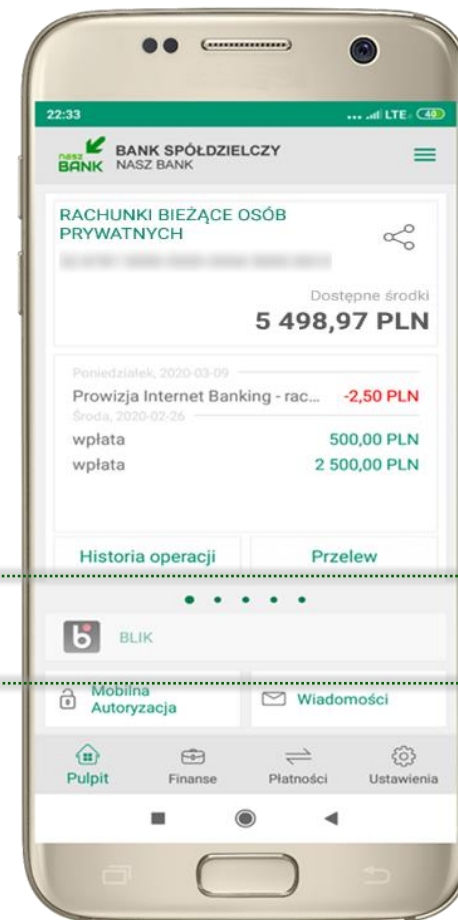 22:33 ... LTE 40
nasz BANK BANK SPÓŁDZIELCZY
NASZ BANK
RACHUNKI BIEŻĄCE OSÓB
PRYWATNYCH
Dostępne środki
5 498,97 PLN
Poniedziałek, 2020-03-09
Prowizja Internet Banking - rac... -2,50 PLN
Środa, 2020-02-26
wpłata 500,00 PLN
wpłata 2 500,00 PLN
Historia operacji Przelew
b BLIK
Mobilna
Autoryzacja
Wiadomości
Pulpit Finanse Płatności Ustawienia